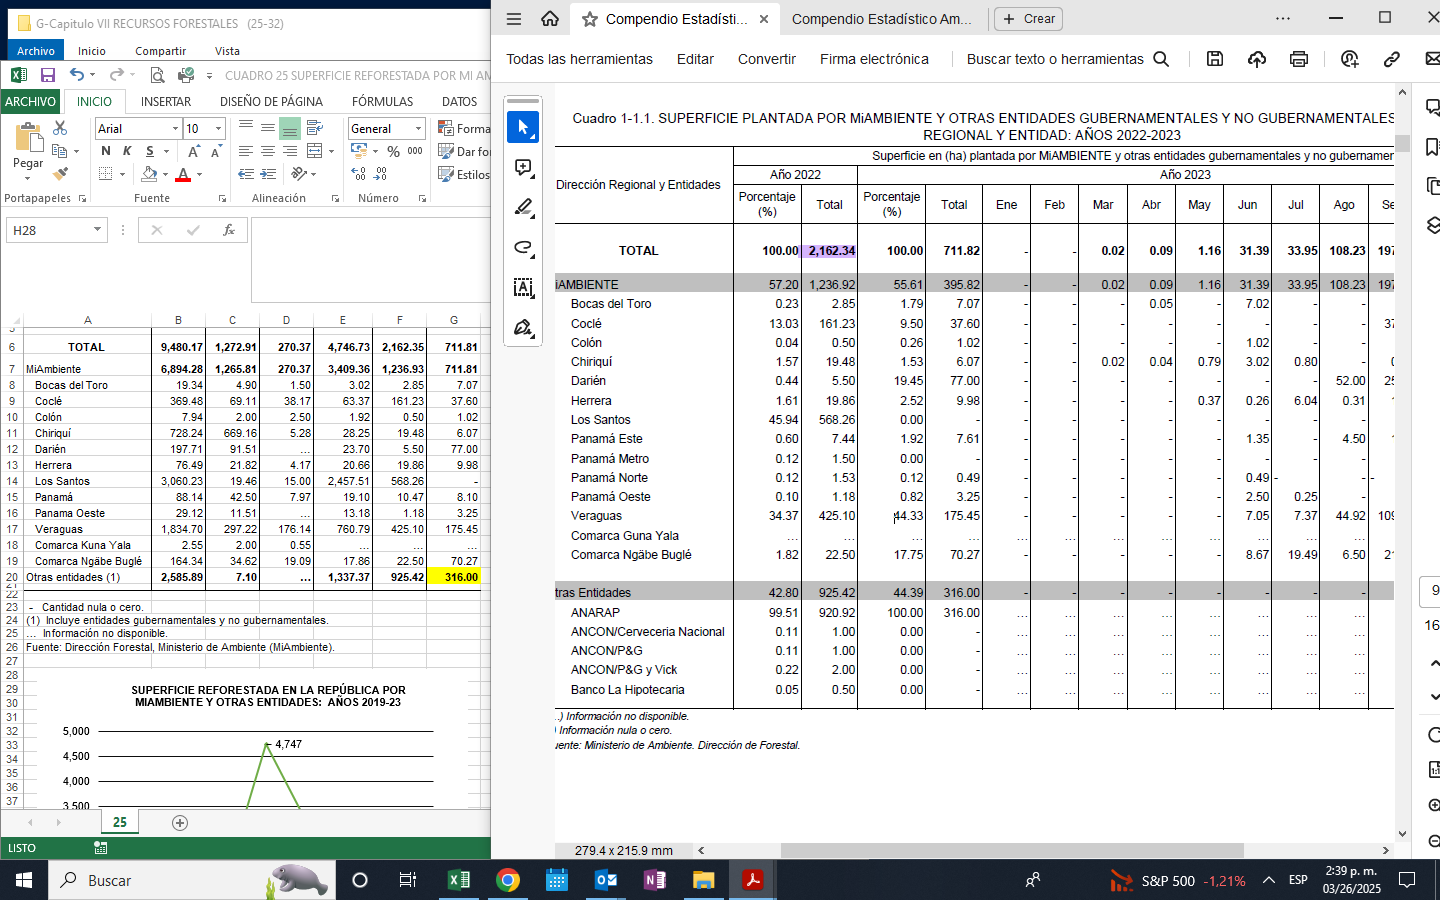 G-Capitulo VII RECURSOS FORESTALES (25-32)
Archivo Inicio Compartir Vista
CUADRO 25 SUPERFICIE REFORESTADA POR MI AM
ARCHIVO INICIO INSERTAR DISEÑO DE PÁGINA FÓRMULAS DATOS
Arial 10 General Forma
Pegar N K S A A % 000 Dar fo
A Estilos
Portapapeles Fuente Alineación Número
H28
fx
A B C D E F G
6 TOTAL 9,480.17 1,272.91 270.37 4,746.73 2,162.35 711.81
7 MiAmbiente 6,894.28 1,265.81 270.37 3,409.36 1,236.93 711.81
8 Bocas del Toro 19.34 4.90 1.50 3.02 2.85 7.07
9 Coclé 369.48 69.11 38.17 63.37 161.23 37.60
10 Colón 7.94 2.00 2.50 1.92 0.50 1.02
11 Chiriquí 728.24 669.16 5.28 28.25 19.48 6.07
12 Darién 197.71 91.51 ... 23.70 5.50 77.00
13 Herrera 76.49 21.82 4.17 20.66 19.86 9.98
14 Los Santos 3,060.23 19.46 15.00 2,457.51 568.26 -
15 Panamá 88.14 42.50 7.97 19.10 10.47 8.10
16 Panama Oeste 29.12 11.51 ... 13.18 1.18 3.25
17 Veraguas 1,834.70 297.22 176.14 760.79 425.10 175.45
18 Comarca Kuna Yala 2.55 2.00 0.55 ... ... ...
19 Comarca Ngäbe Buglé 164.34 34.62 19.09 17.86 22.50 70.27
20 Otras entidades (1) 2,585.89 7.10 ... 1,337.37 925.42 316.00
22
23 - Cantidad nula o cero.
24 (1) Incluye entidades gubernamentales y no gubernamentales.
25 ... Información no disponible.
26 Fuente: Dirección Forestal, Ministerio de Ambiente (MiAmbiente).
27
28
29 SUPERFICIE REFORESTADA EN LA REPÚBLICA POR
30 MIAMBIENTE Y OTRAS ENTIDADES: AÑOS 2019-23
31
32 5,000
33 4,747
34 4,500
35
36 4,000
37 3,500
25
LISTO
Compendio Estadísti... Compendio Estadístico Am... Crear
Todas las herramientas Editar Convertir Firma electrónica Buscar texto o herramientas
Cuadro 1-1.1. SUPERFICIE PLANTADA POR MiAMBIENTE Y OTRAS ENTIDADES GUBERNAMENTALES Y NO GUBERNAMENTALES
REGIONAL Y ENTIDAD: AÑOS 2022-2023
Superficie en (ha) plantada por MiAMBIENTE y otras entidades gubernamentales y no gubernamer
Dirección Regional y Entidades Año 2022 Año 2023
Porcentaje (%) Total Porcentaje (%) Total Ene Feb Mar Abr May Jun Jul Ago Se
TOTAL 100.00 2,162.34 100.00 711.82 - - 0.02 0.09 1.16 31.39 33.95 108.23 197
iAMBIENTE 57.20 1,236.92 55.61 395.82 - - 0.02 0.09 1.16 31.39 33.95 108.23 197
Bocas del Toro 0.23 2.85 1.79 7.07 - - - 0.05 - 7.02 - -
Coclé 13.03 161.23 9.50 37.60 - - - - - - - - 37
Colón 0.04 0.50 0.26 1.02 - - - - - 1.02 - -
Chiriquí 1.57 19.48 1.53 6.07 - - 0.02 0.04 0.79 3.02 0.80 - 0
Darién 0.44 5.50 19.45 77.00 - - - - - - - 52.00 25
Herrera 1.61 19.86 2.52 9.98 - - - - 0.37 0.26 6.04 0.31 1
Los Santos 45.94 568.26 0.00 - - - - - - - - -
Panamá Este 0.60 7.44 1.92 7.61 - - - - - 1.35 - 4.50 1
Panamá Metro 0.12 1.50 0.00 - - - - - - - - -
Panamá Norte 0.12 1.53 0.12 0.49 - - - - - 0.49 - - -
Panamá Oeste 0.10 1.18 0.82 3.25 - - - - - 2.50 0.25 -
Veraguas 34.37 425.10 44.33 175.45 - - - - - 7.05 7.37 44.92 109
Comarca Guna Yala ... ... ... ... ... ... ... ... ... ... ... ...
Comarca Ngäbe Buglé 1.82 22.50 17.75 70.27 - - - - - 8.67 19.49 6.50 21
tras Entidades 42.80 925.42 44.39 316.00 - - - - - - - -
ANARAP 99.51 920.92 100.00 316.00 ... ... ... ... ... ... ... ...
ANCON/Cerveceria Nacional 0.11 1.00 0.00 - ... ... ... ... ... ... ... ...
ANCON/P&G 0.11 1.00 0.00 - ... ... ... ... ... ... ... ...
ANCON/P&G y Vick 0.22 2.00 0.00 - ... ... ... ... ... ... ... ...
Banco La Hipotecaria 0.05 0.50 0.00 - ... ... ... ... ... ... ... ...
..) Información no disponible.
) Información nula o cero.
uente: Ministerio de Ambiente. Dirección de Forestal.
9
16
279.4 x 215.9 mm
Buscar
S&P 500 -1,21% ESP 2:39 p. m.
03/26/2025